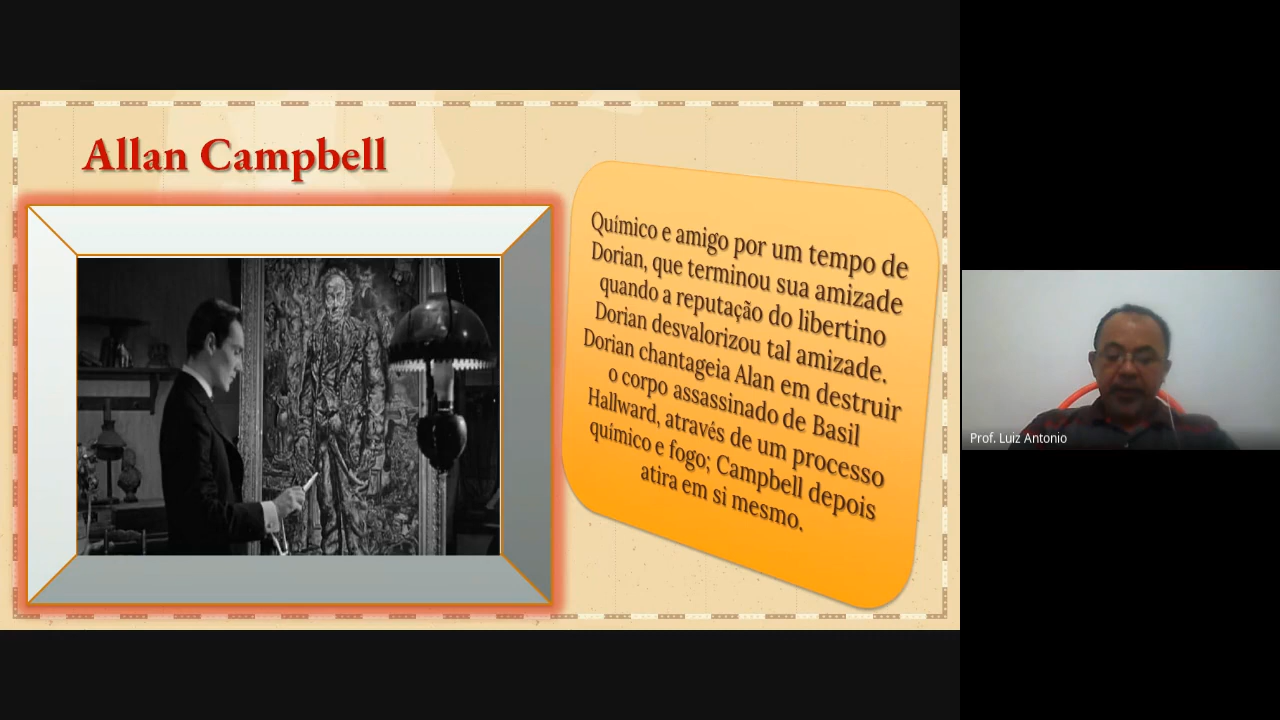 Allan Campbell
Químico e amigo por um tempo de
Dorian, que terminou sua amizade
quando a reputação do libertino
Dorian desvalorizou tal amizade.
Dorian chantageia Alan em destruir
o corpo assassinado de Basil
Hallward, através de um processo
químico e fogo; Campbell depois
atira em si mesmo.
Prof. Luiz Antonio